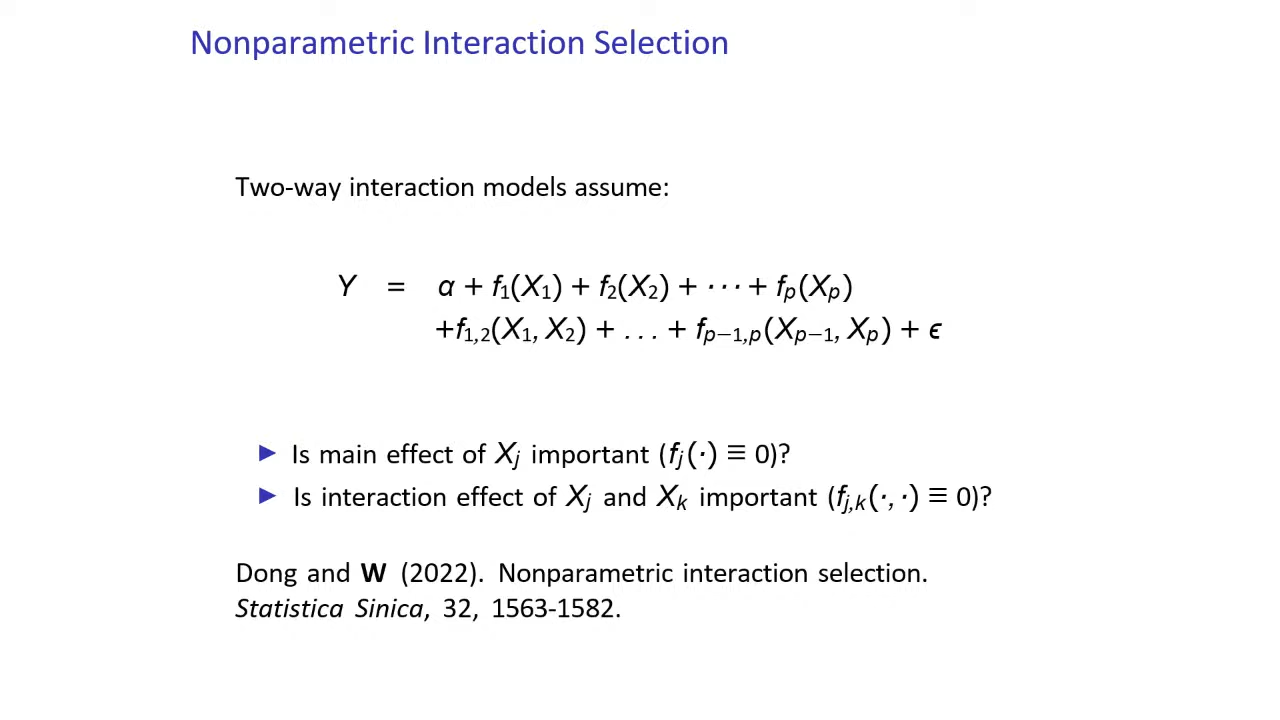 Nonparametric Interaction Selection
Two-way interaction models assume:
Y = α + f₁(X₁) + f₂(X₂) + ⋯ + fₚ(Xₚ)
+f₁,₂(X₁, X₂) + . . . + fₚ₋₁,ₚ(Xₚ₋₁, Xₚ) + ϵ
▶ Is main effect of Xⱼ important (fⱼ(·) ≡ 0)?
▶ Is interaction effect of Xⱼ and Xₖ important (fⱼ,ₖ(·, ·) ≡ 0)?
Dong and W (2022). Nonparametric interaction selection.
Statistica Sinica, 32, 1563-1582.